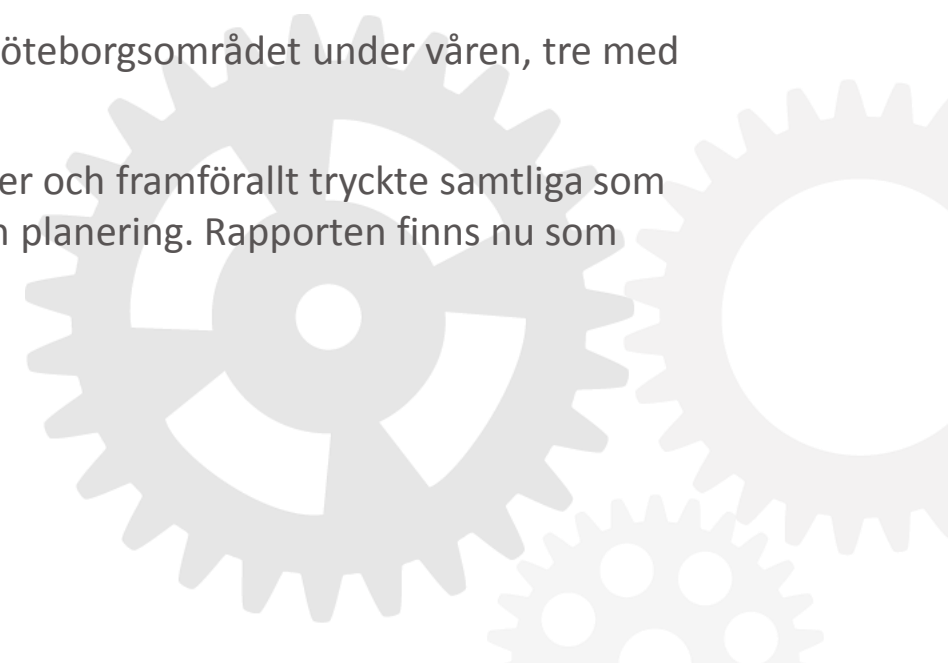 öteborgsområdet under våren, tre med
er och framförallt tryckte samtliga som
planering. Rapporten finns nu som